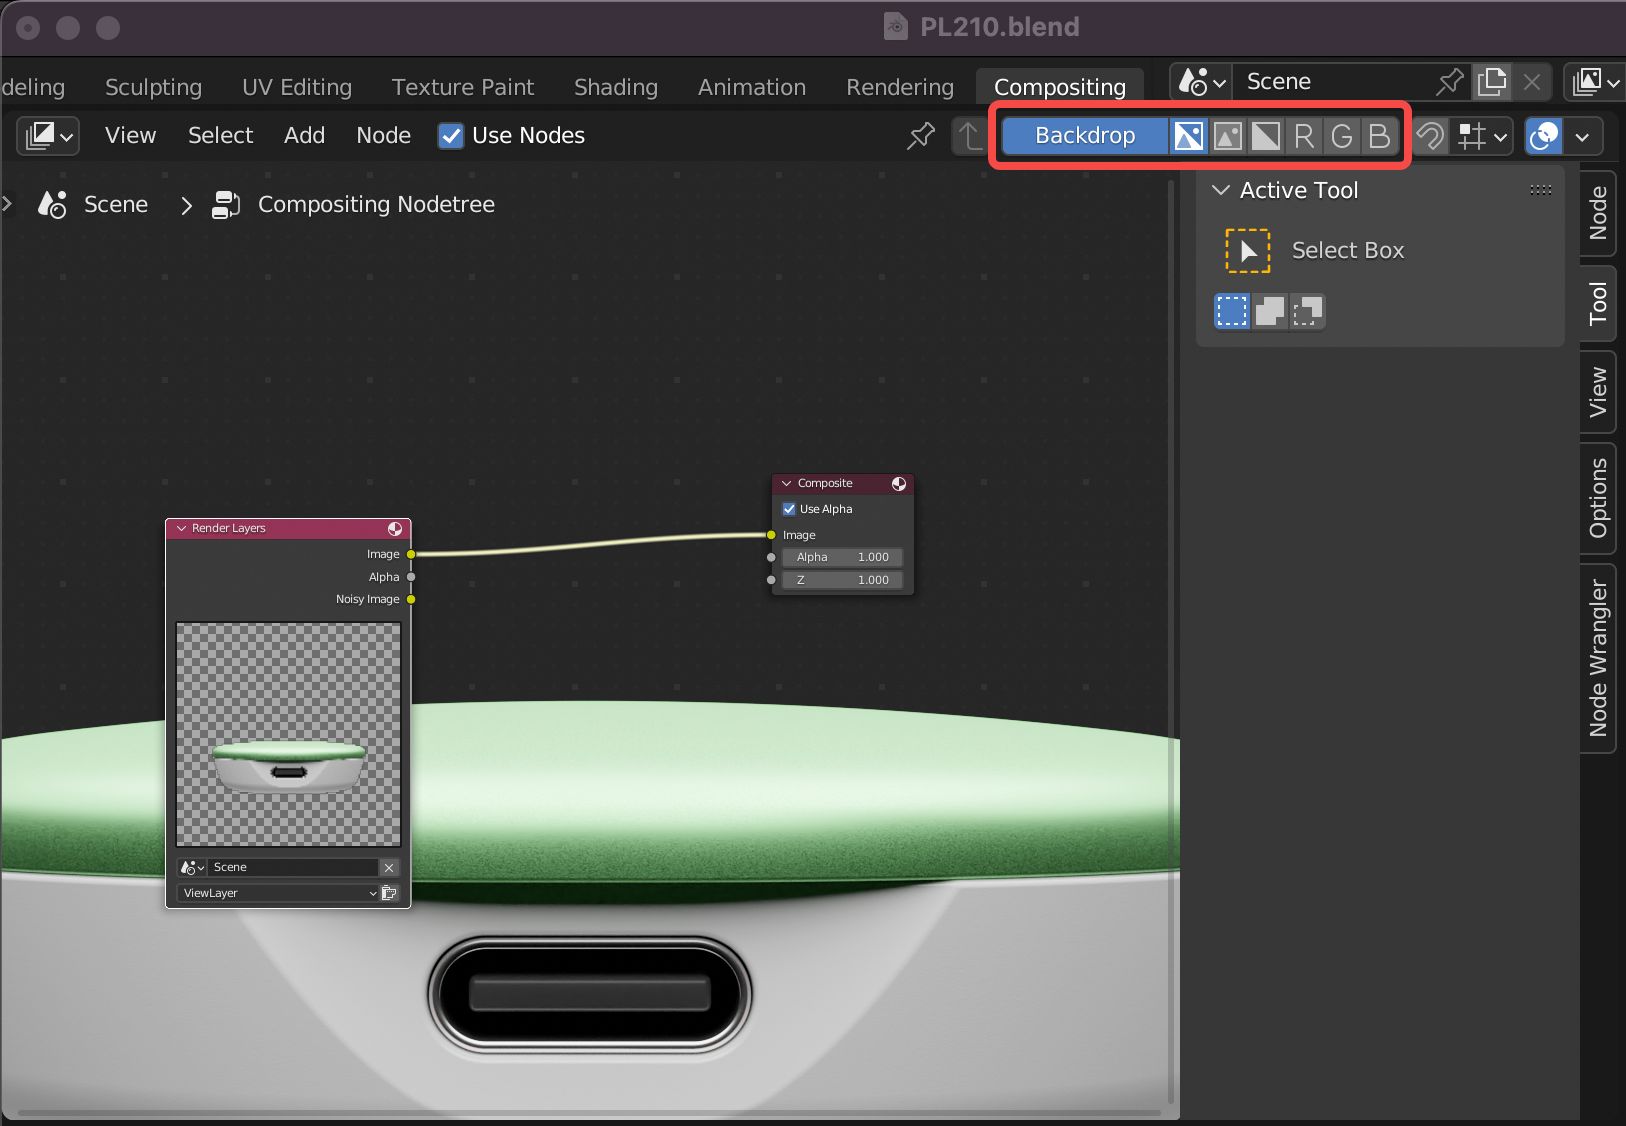 PL210.blend
deling Sculpting UV Editing Texture Paint Shading Animation Rendering Compositing Scene
View Select Add Node Use Nodes Backdrop R G B
Scene > Compositing Nodetree
Active Tool
Select Box
Node
Tool
View
Options
Node Wrangler
Composite
Use Alpha
Image
Alpha 1.000
Z 1.000
Render Layers
Image
Alpha
Noisy Image
Scene
ViewLayer